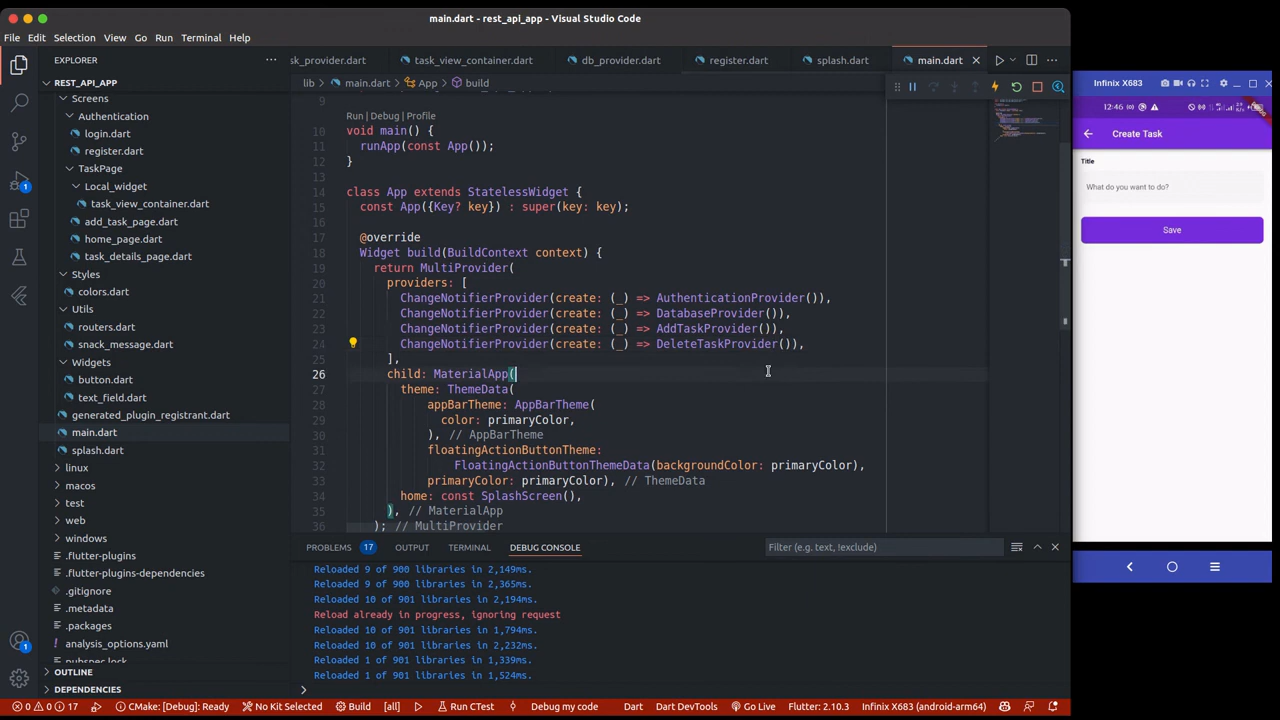 main.dart - rest_api_app - Visual Studio Code
File Edit Selection View Go Run Terminal Help
EXPLORER
sk_provider.dart task_view_container.dart db_provider.dart register.dart splash.dart main.dart
REST_API_APP
lib > main.dart > App > build
Screens
Authentication
login.dart
register.dart
TaskPage
Local_widget
task_view_container.dart
add_task_page.dart
home_page.dart
task_details_page.dart
Styles
colors.dart
Utils
routers.dart
snack_message.dart
Widgets
button.dart
text_field.dart
generated_plugin_registrant.dart
main.dart
splash.dart
linux
macos
test
web
windows
.flutter-plugins
.flutter-plugins-dependencies
.gitignore
.metadata
.packages
analysis_options.yaml
pubspec.lock
OUTLINE
DEPENDENCIES
1
1
9
Run | Debug | Profile
10 void main() {
11 runApp(const App());
12 }
13
14 class App extends StatelessWidget {
15 const App({Key? key}) : super(key: key);
16
17 @override
18 Widget build(BuildContext context) {
19 return MultiProvider(
20 providers: [
21 ChangeNotifierProvider(create: (_) => AuthenticationProvider()),
22 ChangeNotifierProvider(create: (_) => DatabaseProvider()),
23 ChangeNotifierProvider(create: (_) => AddTaskProvider()),
24 ChangeNotifierProvider(create: (_) => DeleteTaskProvider()),
25 ],
26 child: MaterialApp(
27 theme: ThemeData(
28 appBarTheme: AppBarTheme(
29 color: primaryColor,
30 ), // AppBarTheme
31 floatingActionButtonTheme:
32 FloatingActionButtonThemeData(backgroundColor: primaryColor),
33 primaryColor: primaryColor), // ThemeData
34 home: const SplashScreen(),
35 ), // MaterialApp
36 ); // MultiProvider
PROBLEMS 17 OUTPUT TERMINAL DEBUG CONSOLE Filter (e.g. text, !exclude)
Reloaded 9 of 900 libraries in 2,149ms.
Reloaded 9 of 900 libraries in 2,365ms.
Reloaded 10 of 901 libraries in 2,194ms.
Reload already in progress, ignoring request
Reloaded 10 of 901 libraries in 1,794ms.
Reloaded 10 of 901 libraries in 2,232ms.
Reloaded 1 of 901 libraries in 1,339ms.
Reloaded 1 of 901 libraries in 1,524ms.
0 0 17 CMake: [Debug]: Ready No Kit Selected Build [all] Run CTest Debug my code Dart Dart DevTools Go Live Flutter: 2.10.3 Infinix X683 (android-arm64)
Infinix X683
12:46
Create Task
Title
What do you want to do?
Save